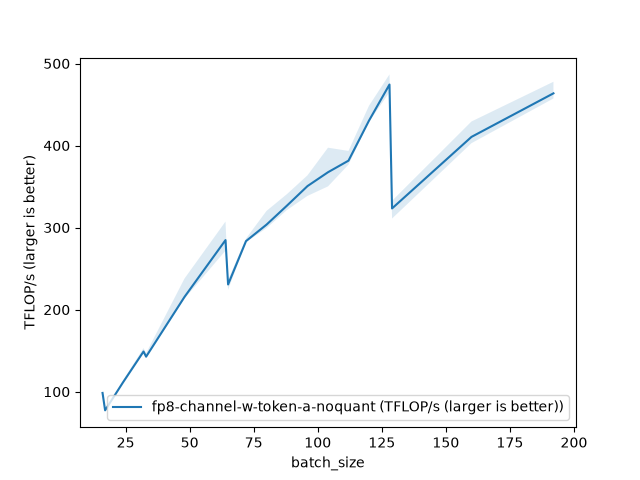 500
400
300
200
100
TFLOP/s (larger is better)
fp8-channel-w-token-a-noquant (TFLOP/s (larger is better))
25 50 75 100 125 150 175 200
batch_size